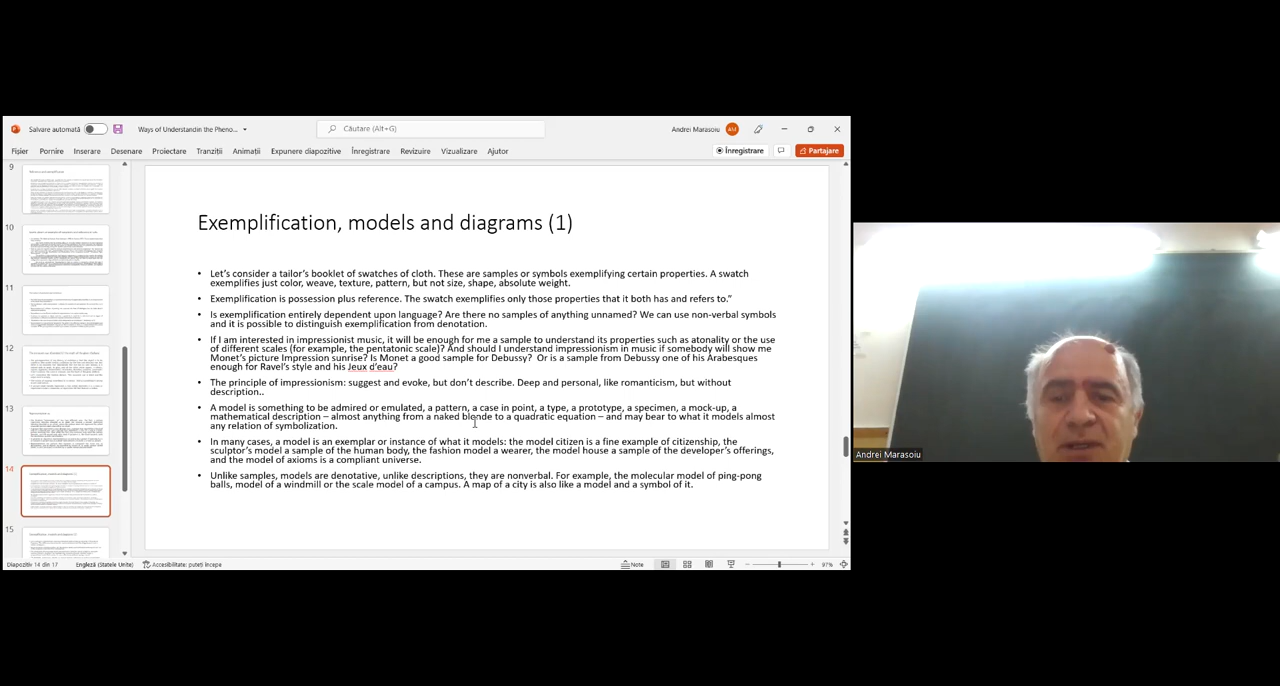 Salvare automată
Ways of Understandin the Pheno...
Căutare (Alt+G)
Andrei Marasoiu
AM
Fișier
Pornire
Inserare
Desenare
Proiectare
Tranziții
Animații
Expunere diapozitive
Înregistrare
Revizuire
Vizualizare
Ajutor
Înregistrare
Partajare
9
10
11
12
13
14
15
Exemplification, models and diagrams (1)
• Let's consider a tailor's booklet of swatches of cloth. These are samples or symbols exemplifying certain properties. A swatch
exemplifies just color, weave, texture, pattern, but not size, shape, absolute weight.
• Exemplification is possession plus reference. The swatch exemplifies only those properties that it both has and refers to."
• Is exemplification entirely dependent upon language? Are there samples of anything unnamed? We can use non-verbal symbols
and it is possible to distinguish exemplification from denotation.
• If I am interested in impressionist music, it will be enough for me a sample to understand its properties such as atonality or the use
of different scales (for example, the pentatonic scale)? And should I understand impressionism in music if somebody will show me
Monet's picture Impression sunrise? Is Monet a good sample for Debussy? Or is a sample from Debussy one of his Arabesques
enough for Ravel's style and his Jeux d'eau?
• The principle of impressionism: suggest and evoke, but don't describe. Deep and personal, like romanticism, but without
description..
• A model is something to be admired or emulated, a pattern, a case in point, a type, a prototype, a specimen, a mock-up, a
mathematical description – almost anything from a naked blonde to a quadratic equation – and may bear to what it models almost
any relation of symbolization.
• In many cases, a model is an exemplar or instance of what it models: the model citizen is a fine example of citizenship, the
sculptor's model a sample of the human body, the fashion model a wearer, the model house a sample of the developer's offerings,
and the model of axioms is a compliant universe.
• Unlike samples, models are denotative, unlike descriptions, they are nonverbal. For example, the molecular model of ping-pong
balls, model of a windmill or the scale model of a campus. A map of a city is also like a model and a symbol of it.
Andrei Marasoiu
Diapozitiv 14 din 17
Engleză (Statele Unite)
Accesibilitate: puteți începe
Note
97%